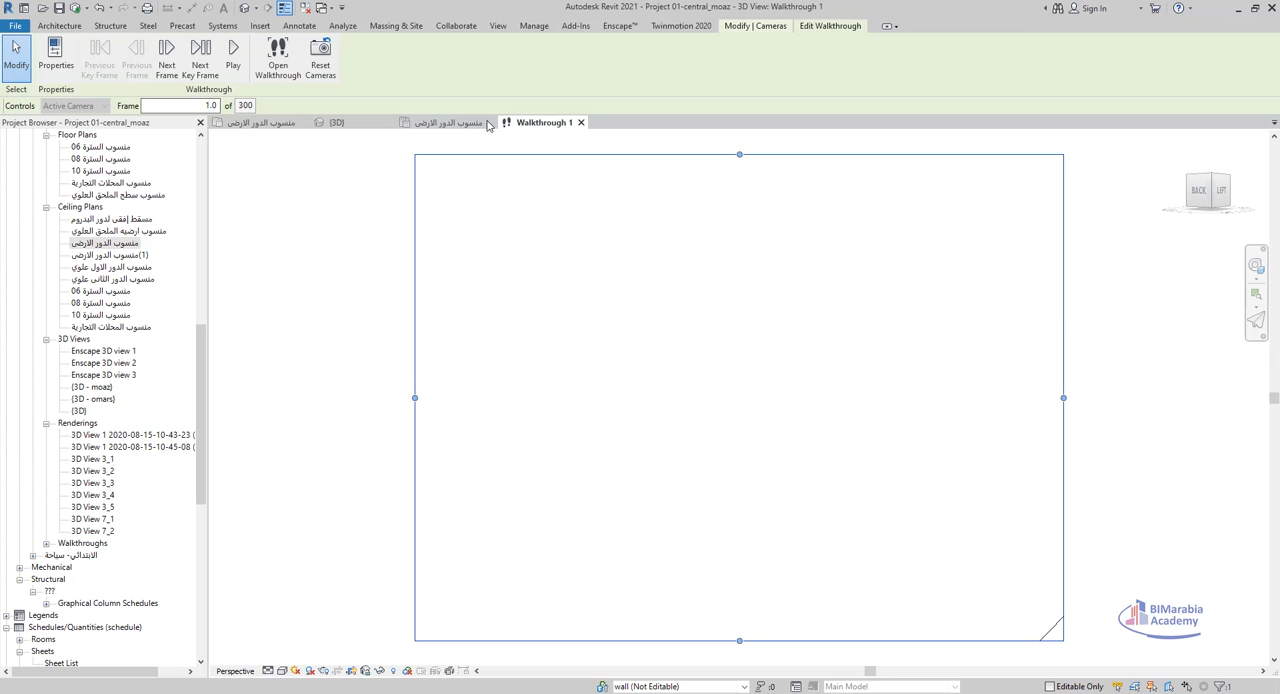 Autodesk Revit 2021 - Project 01-central_moaz - 3D View: Walkthrough 1
Sign In
File Architecture Structure Steel Precast Systems Insert Annotate Analyze Massing & Site Collaborate View Manage Add-Ins Enscape™ Twinmotion 2020 Modify | Cameras Edit Walkthrough
Modify
Properties
Previous Key Frame
Previous Frame
Next Frame
Next Key Frame
Play
Open Walkthrough
Reset Cameras
Select Properties Walkthrough
Controls Active Camera Frame 1.0 of 300
Project Browser - Project 01-central_moaz
منسوب الدور الارضى
{3D}
منسوب الدور الارضى
Walkthrough 1
Floor Plans
منسوب السترة 06
منسوب السترة 08
منسوب السترة 10
منسوب المحلات التجارية
منسوب سطح الملحق العلوي
Ceiling Plans
مسقط إفقى لدور البدروم
منسوب ارضيه الملحق العلوي
منسوب الدور الارضى
منسوب الدور الارضى(1)
منسوب الدور الاول علوي
منسوب الدور الثانى علوي
منسوب السترة 06
منسوب السترة 08
منسوب السترة 10
منسوب المحلات التجارية
3D Views
Enscape 3D view 1
Enscape 3D view 2
Enscape 3D view 3
{3D - moaz}
{3D - omars}
{3D}
Renderings
3D View 1 2020-08-15-10-43-23 (
3D View 1 2020-08-15-10-45-08 (
3D View 3_1
3D View 3_2
3D View 3_3
3D View 3_4
3D View 3_5
3D View 7_1
3D View 7_2
Walkthroughs
الابتدائي- سياحة
Mechanical
Structural
???
Graphical Column Schedules
Legends
Schedules/Quantities (schedule)
Rooms
Sheets
Sheet List
BACK LEFT
BIMarabia
Academy
Perspective
wall (Not Editable)
:0
Main Model
Editable Only
:1